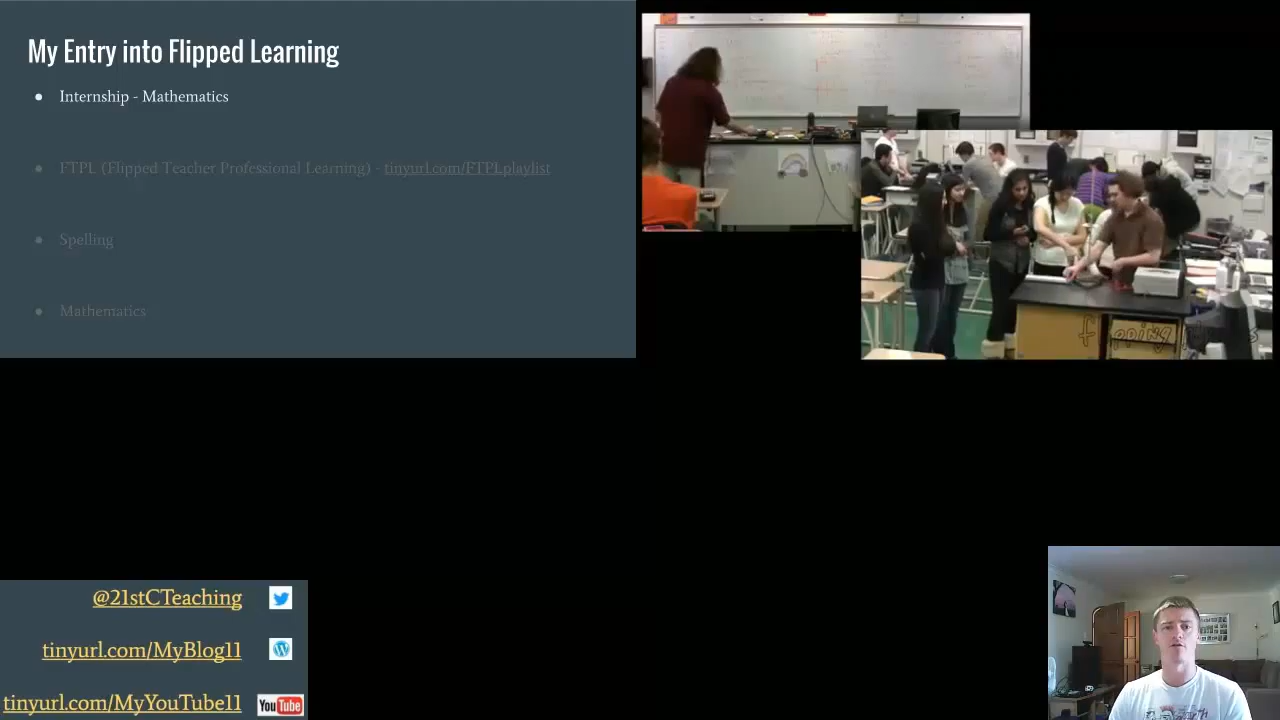 My Entry into Flipped Learning
● Internship - Mathematics
● FTPL (Flipped Teacher Professional Learning) - tinyurl.com/FTPLplaylist
● Spelling
● Mathematics
@21stCTeaching
tinyurl.com/MyBlog11
tinyurl.com/MyYouTube11
YouTube